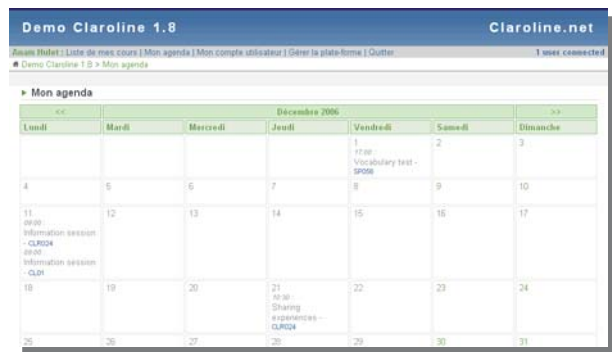 Demo Claroline 1.8 Claroline.net
Anam Hulet : Liste de mes cours | Mon agenda | Mon compte utilisateur | Gérer la plate-forme | Quitter 1 user connected
Demo Claroline 1.8 > Mon agenda
Mon agenda
<< Décembre 2006 >>
Lundi Mardi Mercredi Jeudi Vendredi Samedi Dimanche
1 2 3
17:00 :
Vocabulary test -
SP056
4 5 6 7 8 9 10
11 12 13 14 15 16 17
09:00 :
Information session
- CLR024
09:00 :
Information session
- CL01
18 19 20 21 22 23 24
10:30 :
Sharing
experiences -
CLR024
25 26 27 28 29 30 31